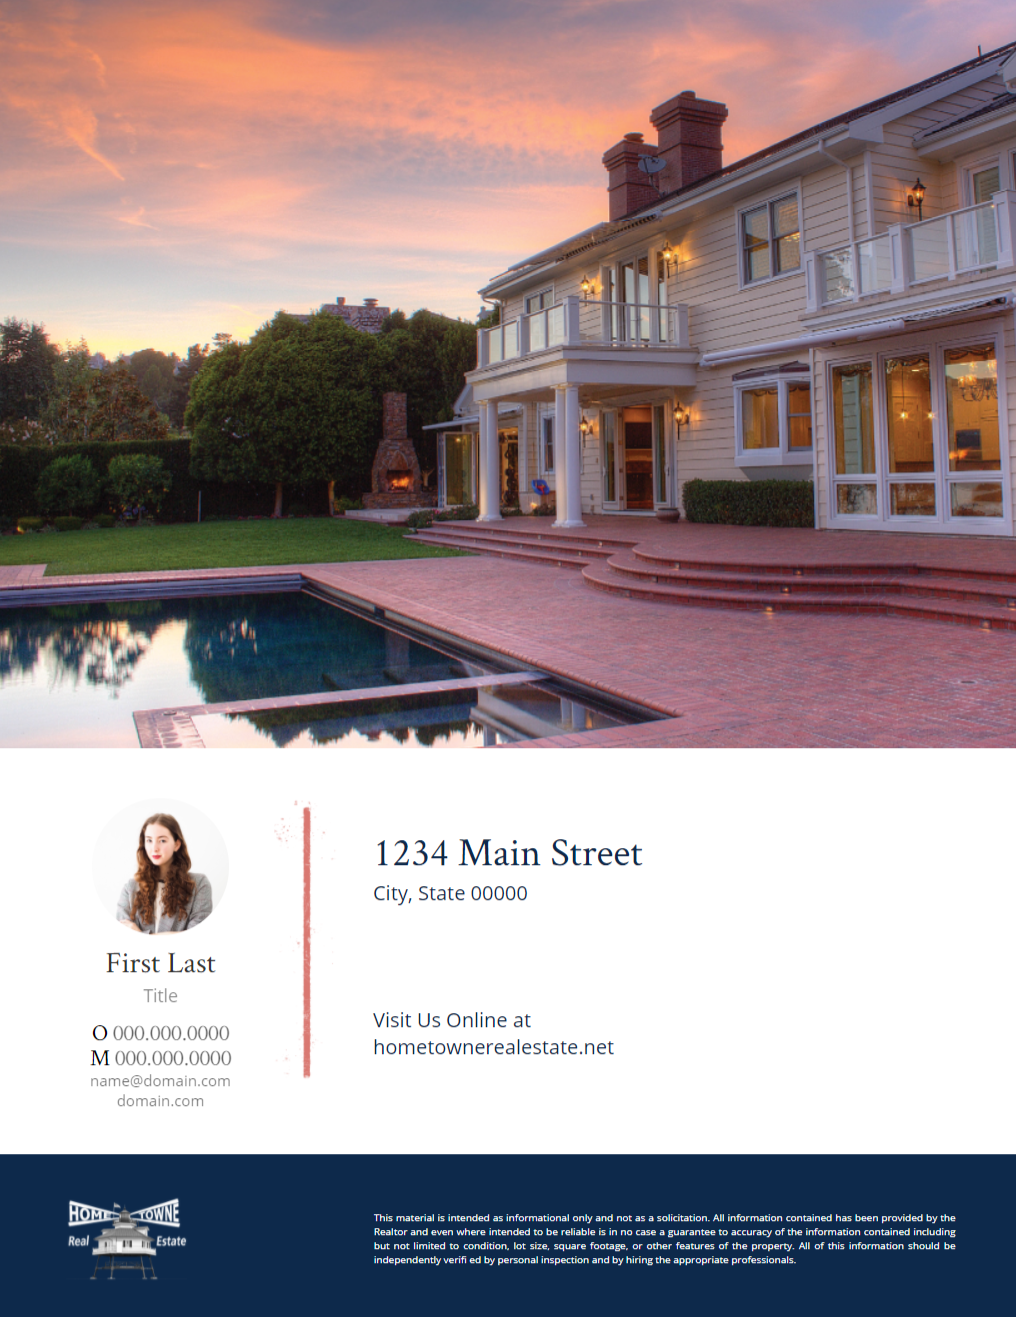 First Last
Title
O 000.000.0000
M 000.000.0000
name@domain.com
domain.com
1234 Main Street
City, State 00000
Visit Us Online at
hometownerealestate.net
HOME TOWNE
Real Estate
This material is intended as informational only and not as a solicitation. All information contained has been provided by the
Realtor and even where intended to be reliable is in no case a guarantee to accuracy of the information contained including
but not limited to condition, lot size, square footage, or other features of the property. All of this information should be
independently verifi ed by personal inspection and by hiring the appropriate professionals.